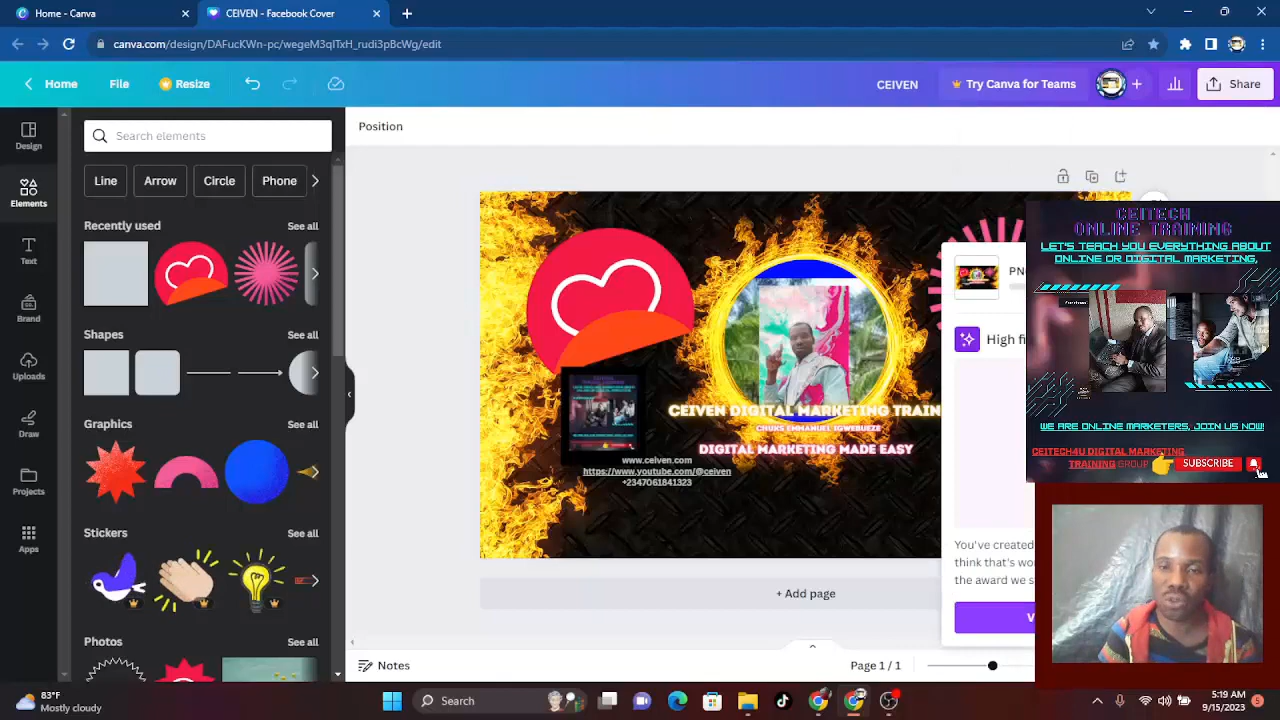 Home - Canva
CEIVEN - Facebook Cover
canva.com/design/DAFucKWn-pc/wegeM3qITxH_rudi3pBcWg/edit
Home
File
Resize
CEIVEN
Try Canva for Teams
Share
Design
Elements
Text
Brand
Uploads
Draw
Projects
Apps
Search elements
Line
Arrow
Circle
Phone
Recently used
See all
Shapes
See all
Graphics
See all
Stickers
See all
Photos
See all
Position
CEIVEN DIGITAL MARKETING TRAIN
CHUKS EMMANUEL IGWEBUEZE
DIGITAL MARKETING MADE EASY
www.ceiven.com
https://www.youtube.com/@ceiven
+2347061841323
+ Add page
Notes
Page 1 / 1
PN
High fi
You've created
think that's wo
the award we s
V
CEITECH
ONLINE TRAINING
LET'S TEACH YOU EVERYTHING ABOUT
ONLINE OR DIGITAL MARKETING,
WE ARE ONLINE MARKETERS, JOIN US NOW
CEITECH4U DIGITAL MARKETING
TRAINING GROUP
SUBSCRIBE
83°F
Mostly cloudy
Search
5:19 AM
9/15/2023
5